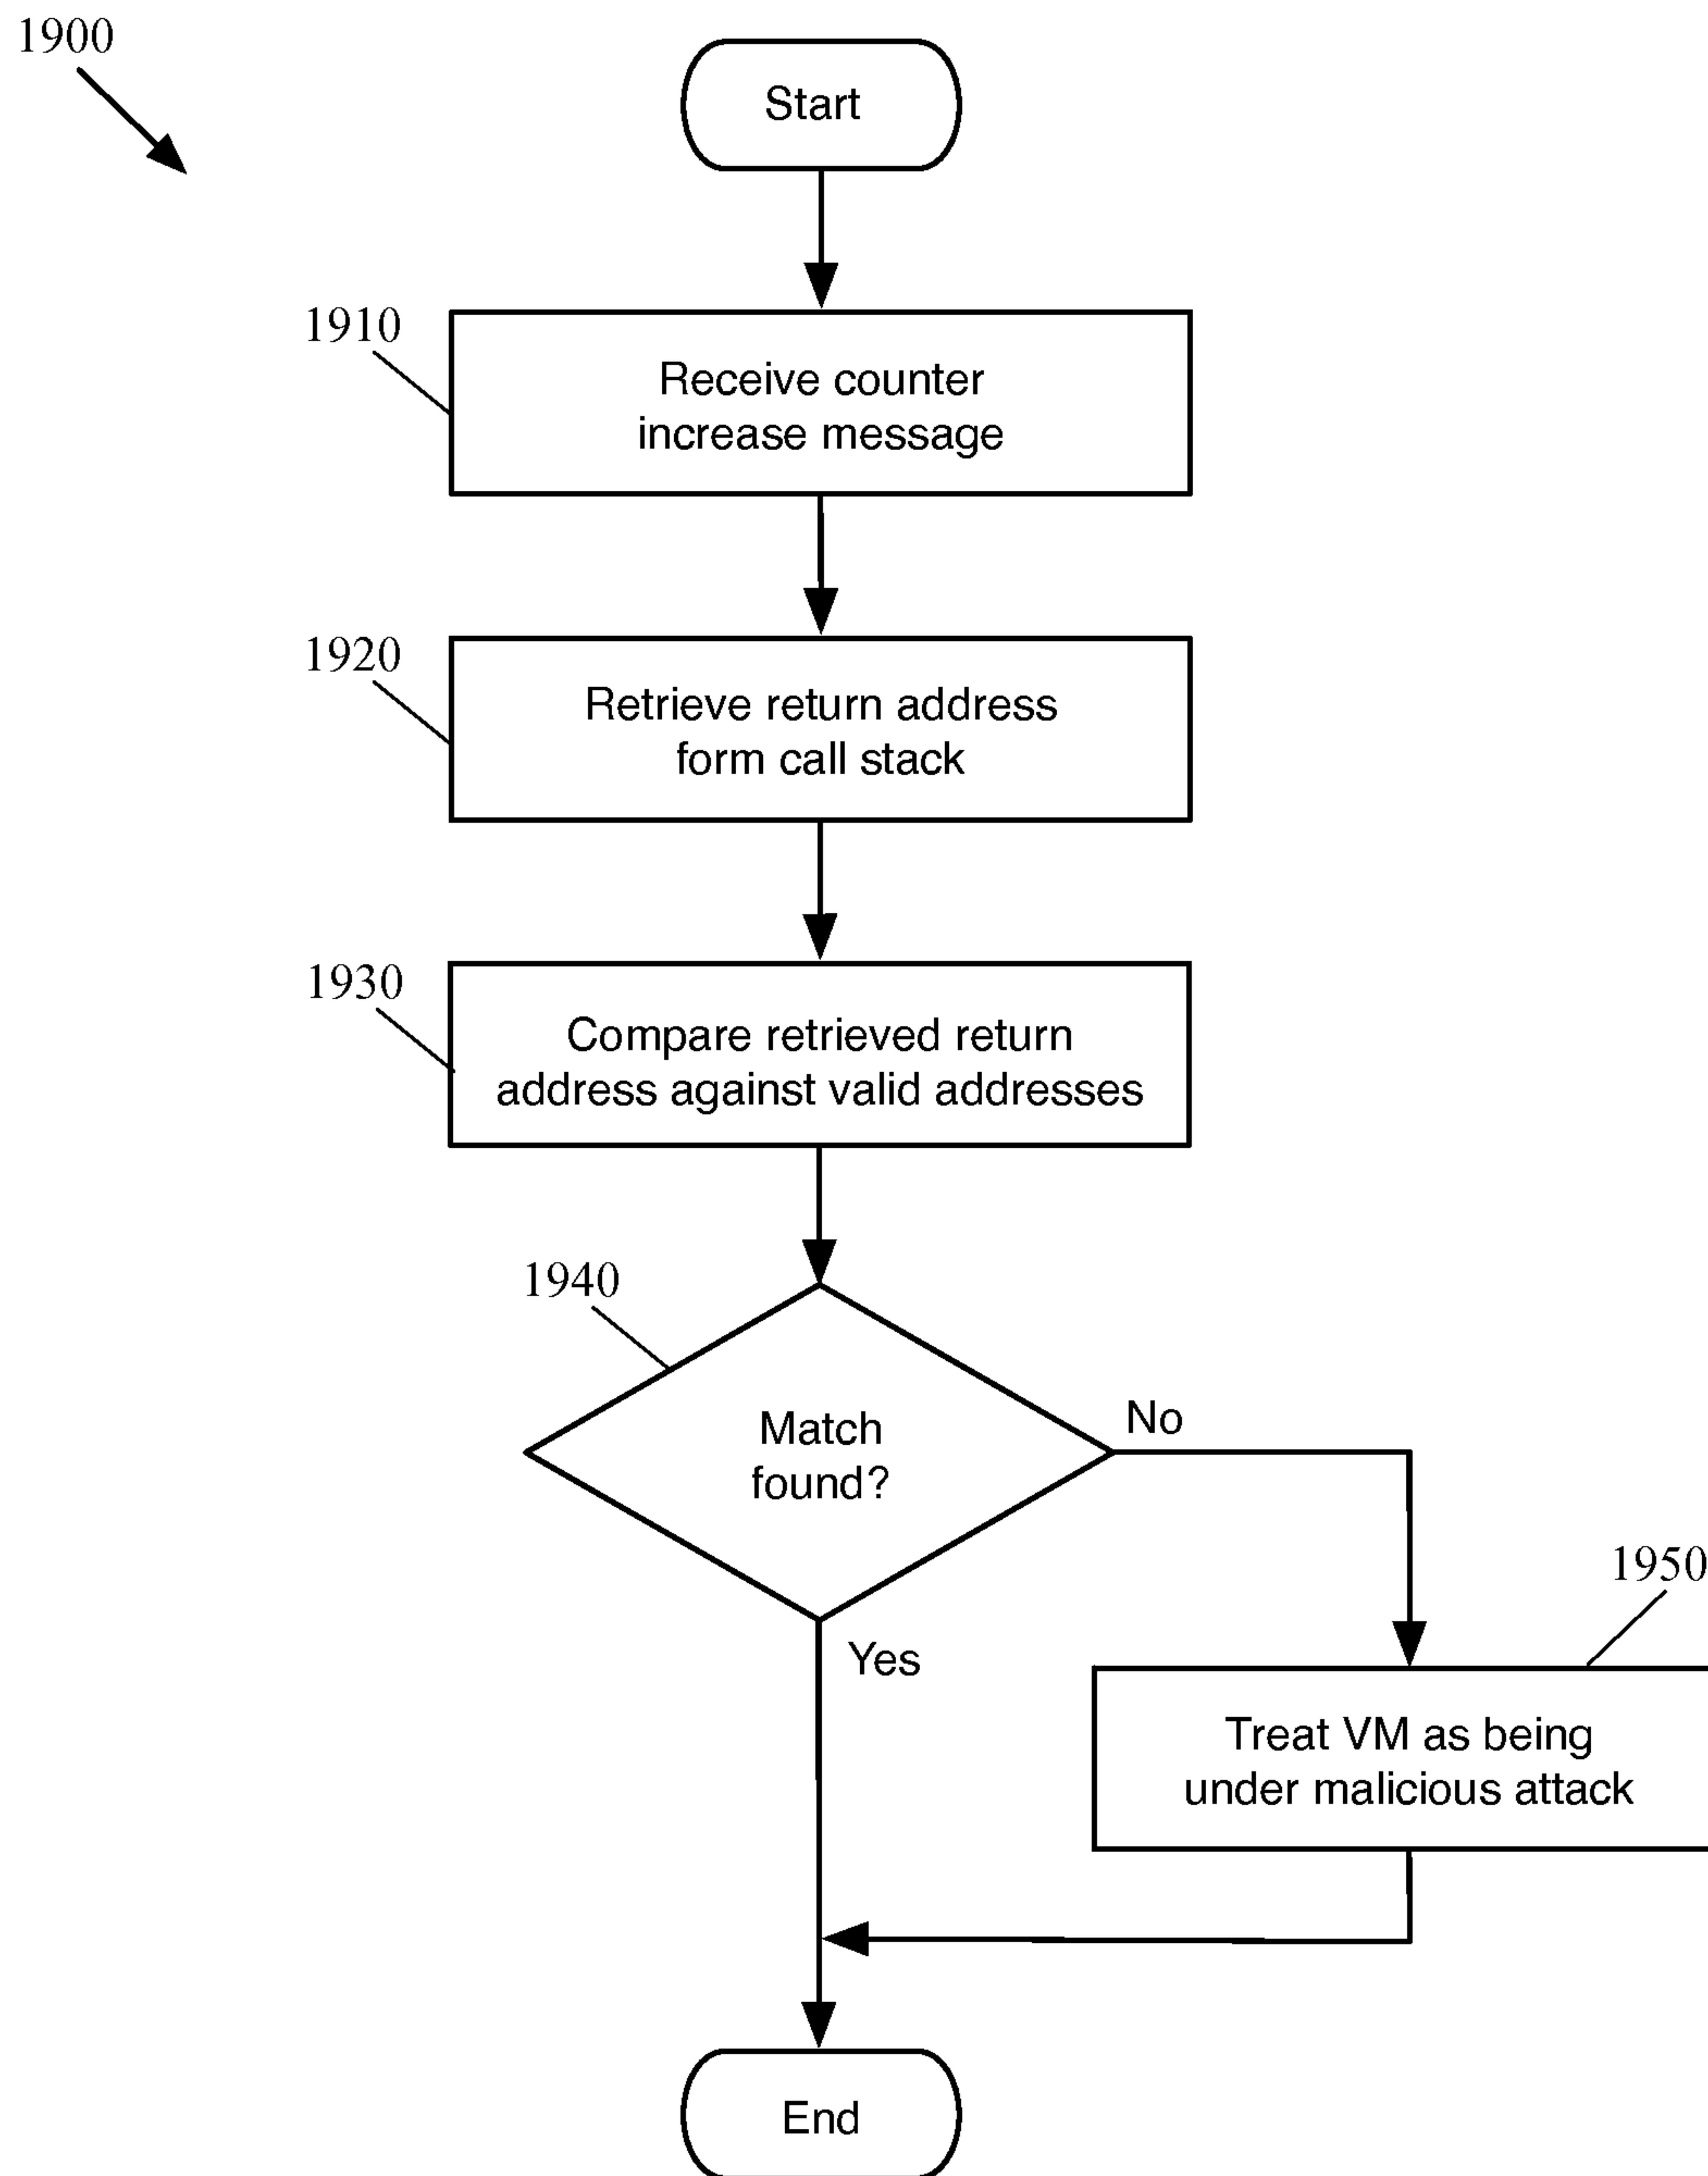 1900
Start
1910
Receive counter
increase message
1920
Retrieve return address
form call stack
1930
Compare retrieved return
address against valid addresses
1940
Match
found?
No
Yes
1950
Treat VM as being
under malicious attack
End